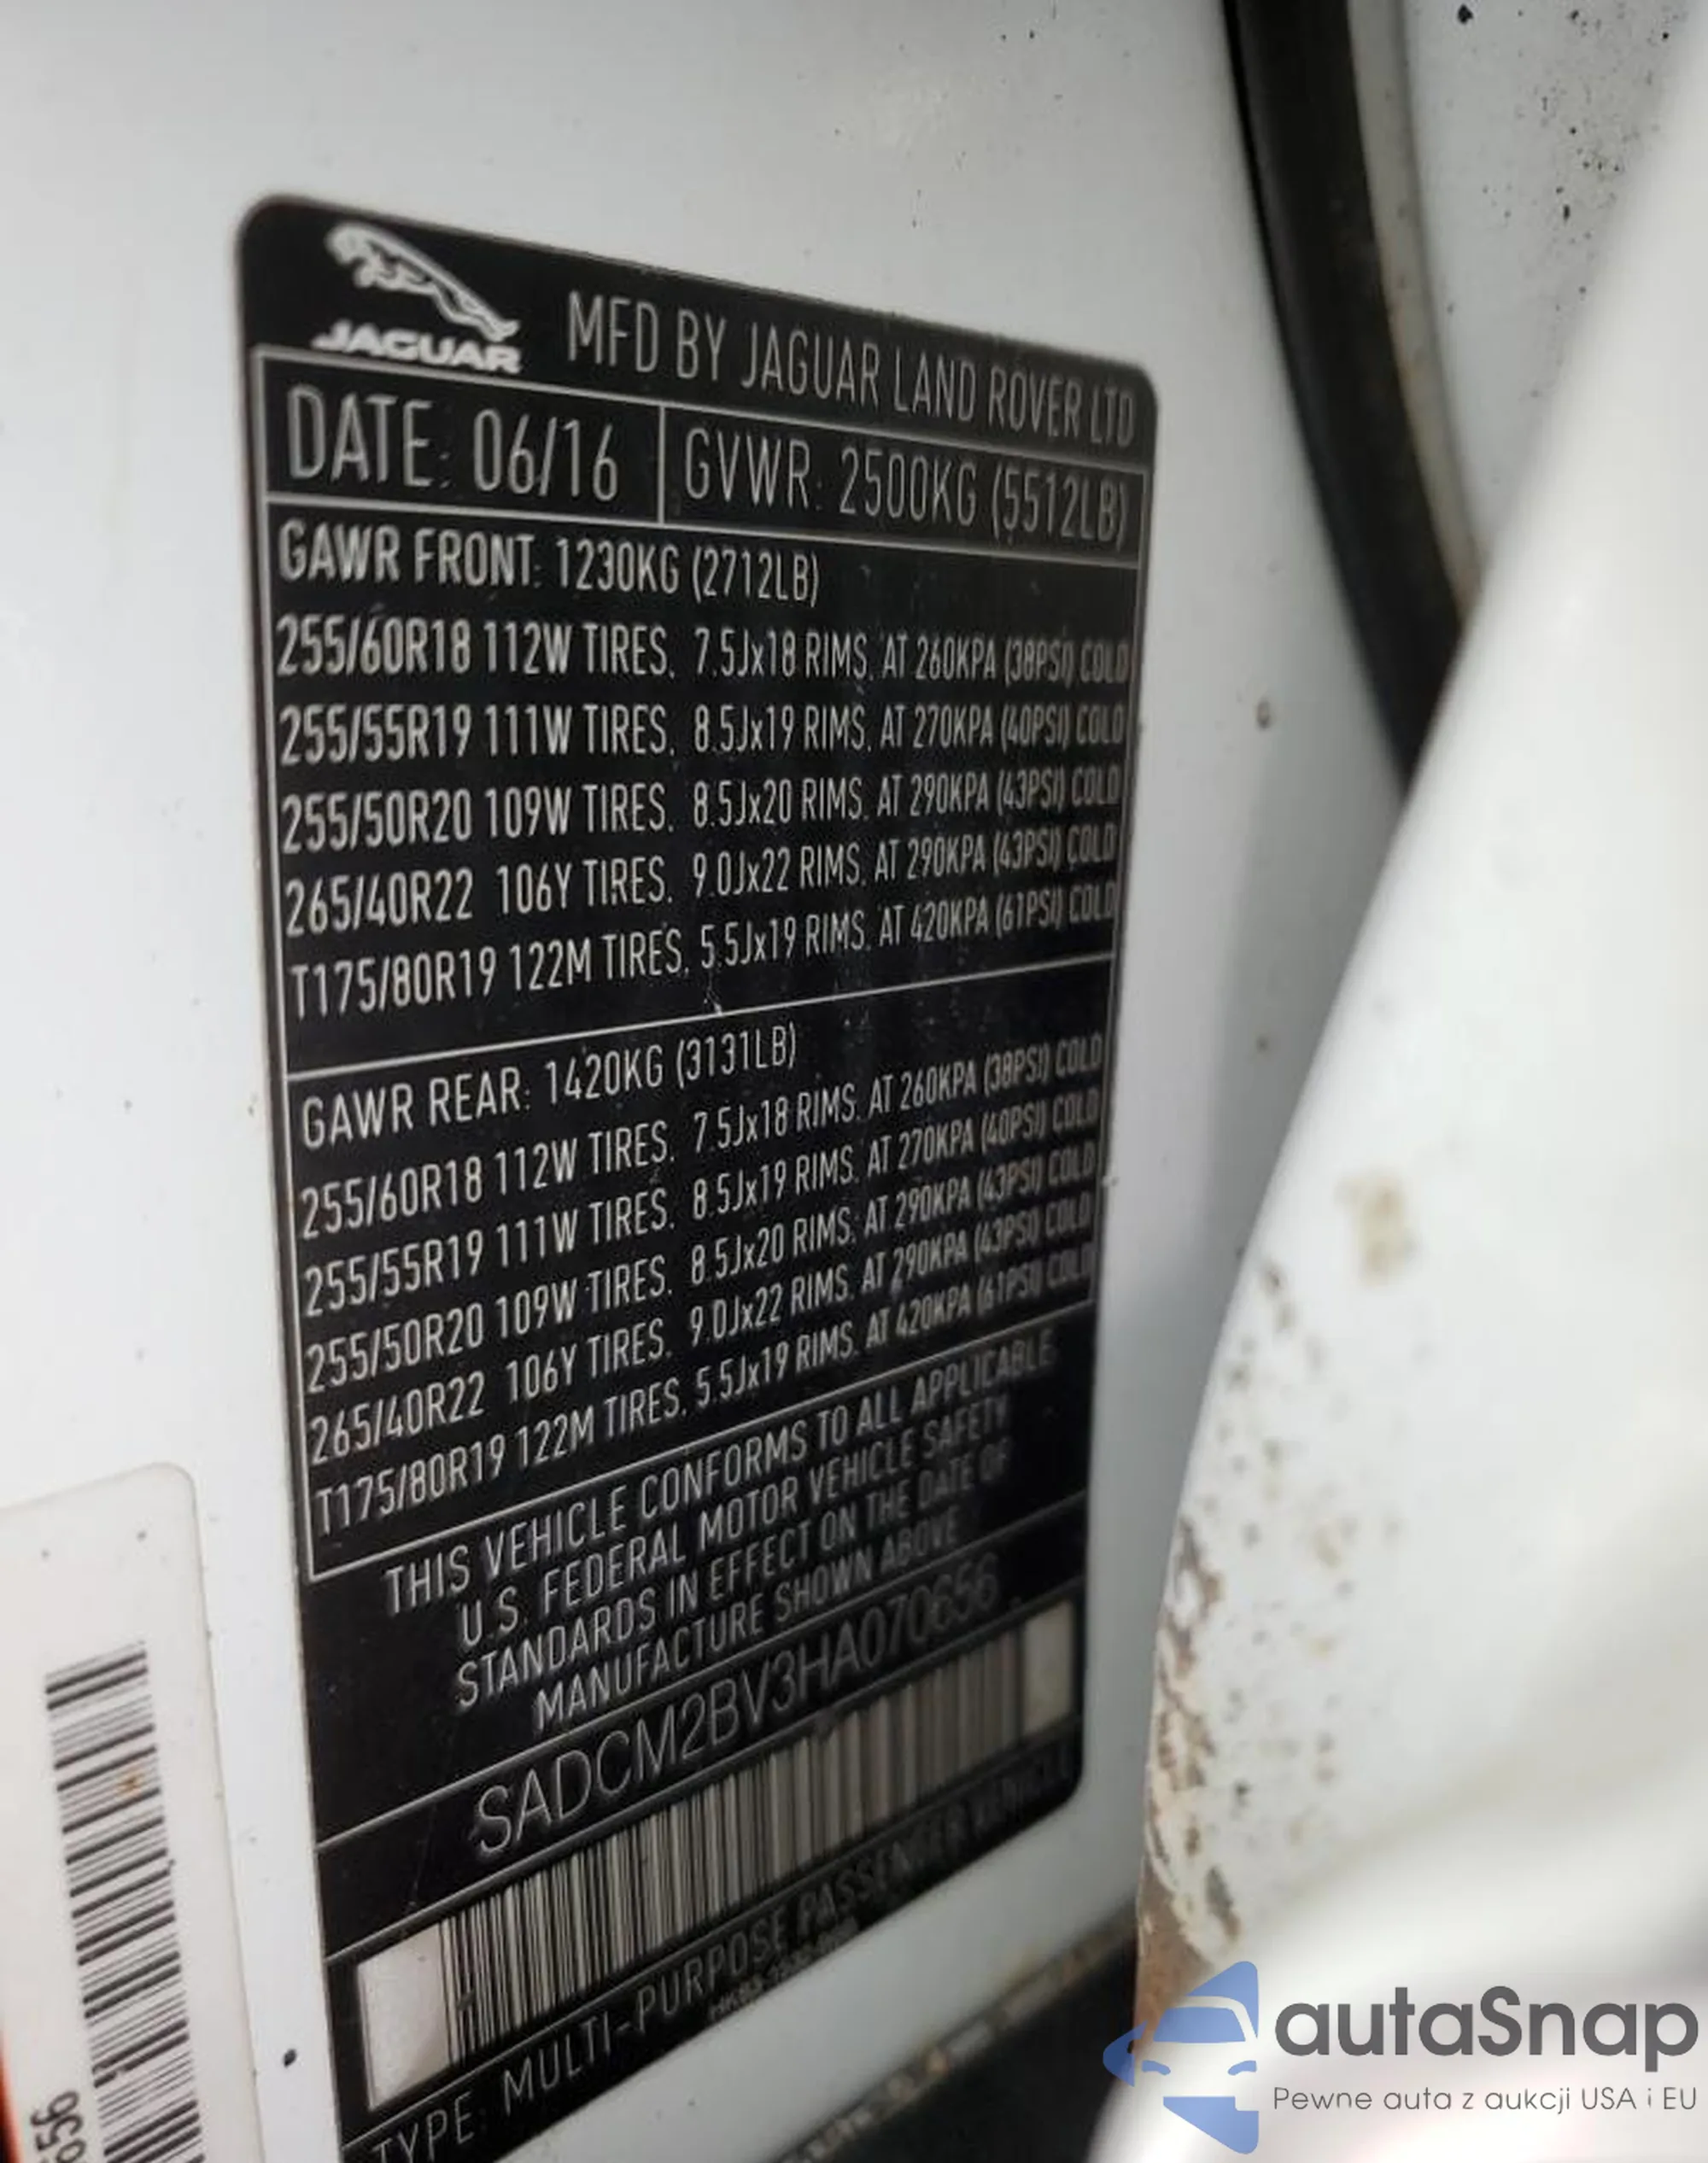 JAGUAR
MFD BY JAGUAR LAND ROVER LTD
DATE: 06/16 GVWR: 2500KG (5512LB)
GAWR FRONT: 1230KG (2712LB)
255/60R18 112W TIRES, 7.5Jx18 RIMS, AT 260KPA (38PSI) COLD
255/55R19 111W TIRES, 8.5Jx19 RIMS, AT 270KPA (40PSI) COLD
255/50R20 109W TIRES, 8.5Jx20 RIMS, AT 290KPA (43PSI) COLD
265/40R22 106Y TIRES, 9.0Jx22 RIMS, AT 290KPA (43PSI) COLD
T175/80R19 122M TIRES, 5.5Jx19 RIMS, AT 420KPA (61PSI) COLD
GAWR REAR: 1420KG (3131LB)
255/60R18 112W TIRES, 7.5Jx18 RIMS, AT 260KPA (38PSI) COLD
255/55R19 111W TIRES, 8.5Jx19 RIMS, AT 270KPA (40PSI) COLD
255/50R20 109W TIRES, 8.5Jx20 RIMS, AT 290KPA (43PSI) COLD
265/40R22 106Y TIRES, 9.0Jx22 RIMS, AT 290KPA (43PSI) COLD
T175/80R19 122M TIRES, 5.5Jx19 RIMS, AT 420KPA (61PSI) COLD
THIS VEHICLE CONFORMS TO ALL APPLICABLE
U.S. FEDERAL MOTOR VEHICLE SAFETY
STANDARDS IN EFFECT ON THE DATE OF
MANUFACTURE SHOWN ABOVE
SADCM2BV3HA070656
TYPE: MULTI-PURPOSE PASSENGER VEHICLE
656
autaSnap
Pewne auta z aukcji USA i EU